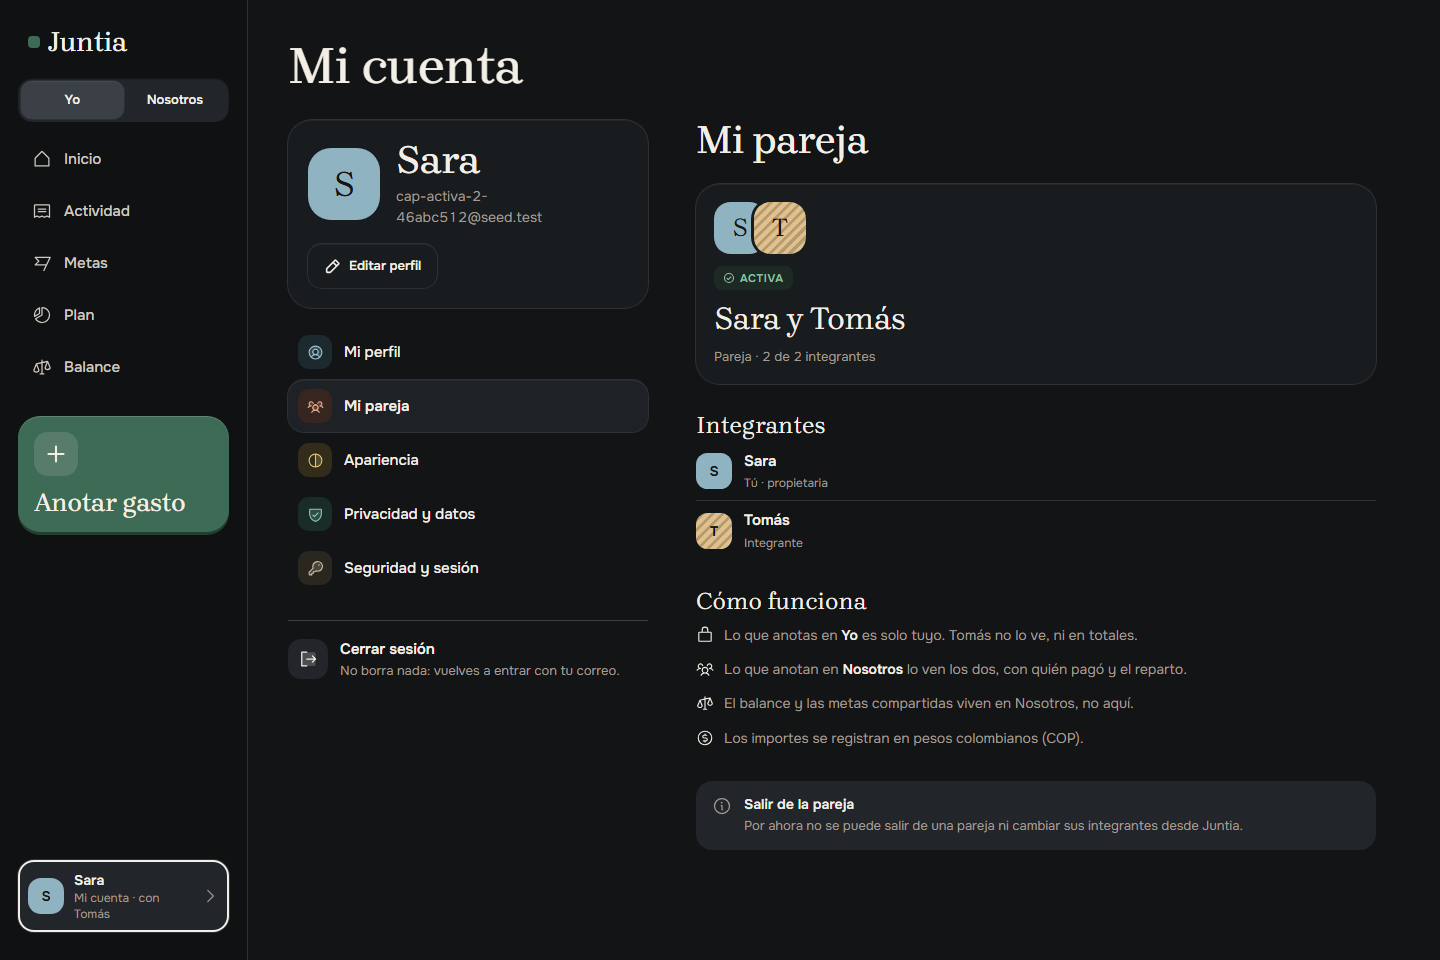 Juntia
Yo
Nosotros
Inicio
Actividad
Metas
Plan
Balance
Anotar gasto
S
Sara
Mi cuenta · con
Tomás
Mi cuenta
S
Sara
cap-activa-2-
46abc512@seed.test
Editar perfil
Mi perfil
Mi pareja
Apariencia
Privacidad y datos
Seguridad y sesión
Cerrar sesión
No borra nada: vuelves a entrar con tu correo.
Mi pareja
S T
ACTIVA
Sara y Tomás
Pareja · 2 de 2 integrantes
Integrantes
S
Sara
Tú · propietaria
T
Tomás
Integrante
Cómo funciona
Lo que anotas en Yo es solo tuyo. Tomás no lo ve, ni en totales.
Lo que anotan en Nosotros lo ven los dos, con quién pagó y el reparto.
El balance y las metas compartidas viven en Nosotros, no aquí.
Los importes se registran en pesos colombianos (COP).
Salir de la pareja
Por ahora no se puede salir de una pareja ni cambiar sus integrantes desde Juntia.